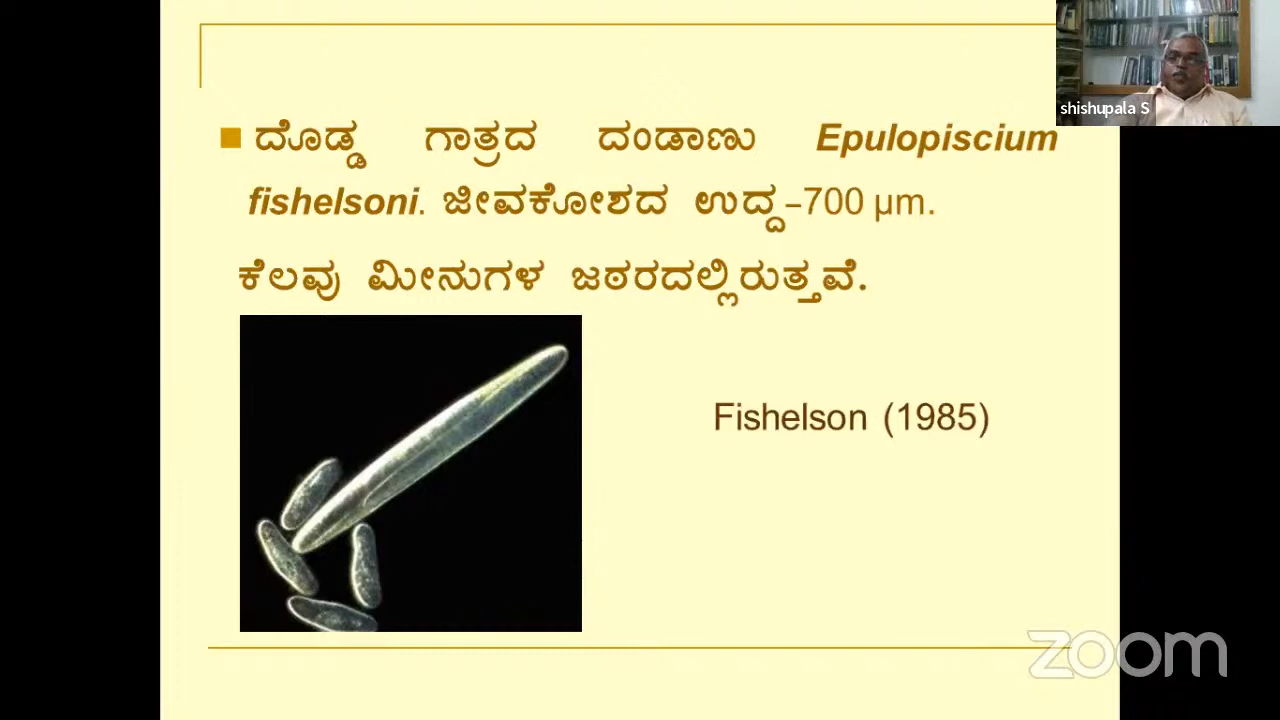 ದೊಡ್ಡ ಗಾತ್ರದ ದಂಡಾಣು Epulopiscium
fishelsoni. ಜೀವಕೋಶದ ಉದ್ದ–700 µm.
ಕೆಲವು ಮೀನುಗಳ ಜಠರದಲ್ಲಿರುತ್ತವೆ.
Fishelson (1985)
shishupala S
zoom